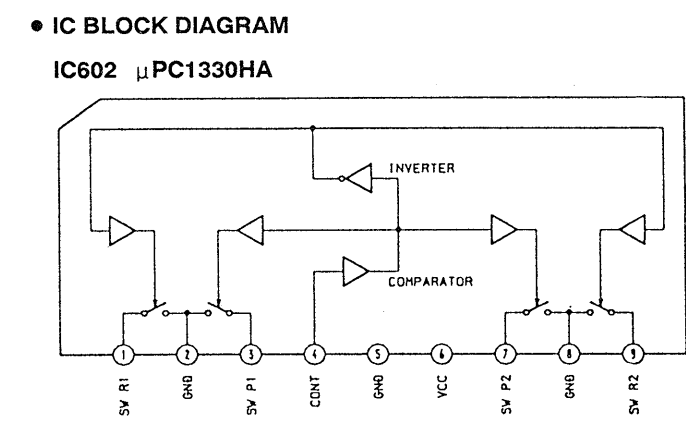 ● IC BLOCK DIAGRAM
IC602 μPC1330HA
INVERTER
COMPARATOR
1 2 3 4 5 6 7 8 9
SW R1
GND
SW P1
CONT
GND
VCC
SW P2
GND
SW R2